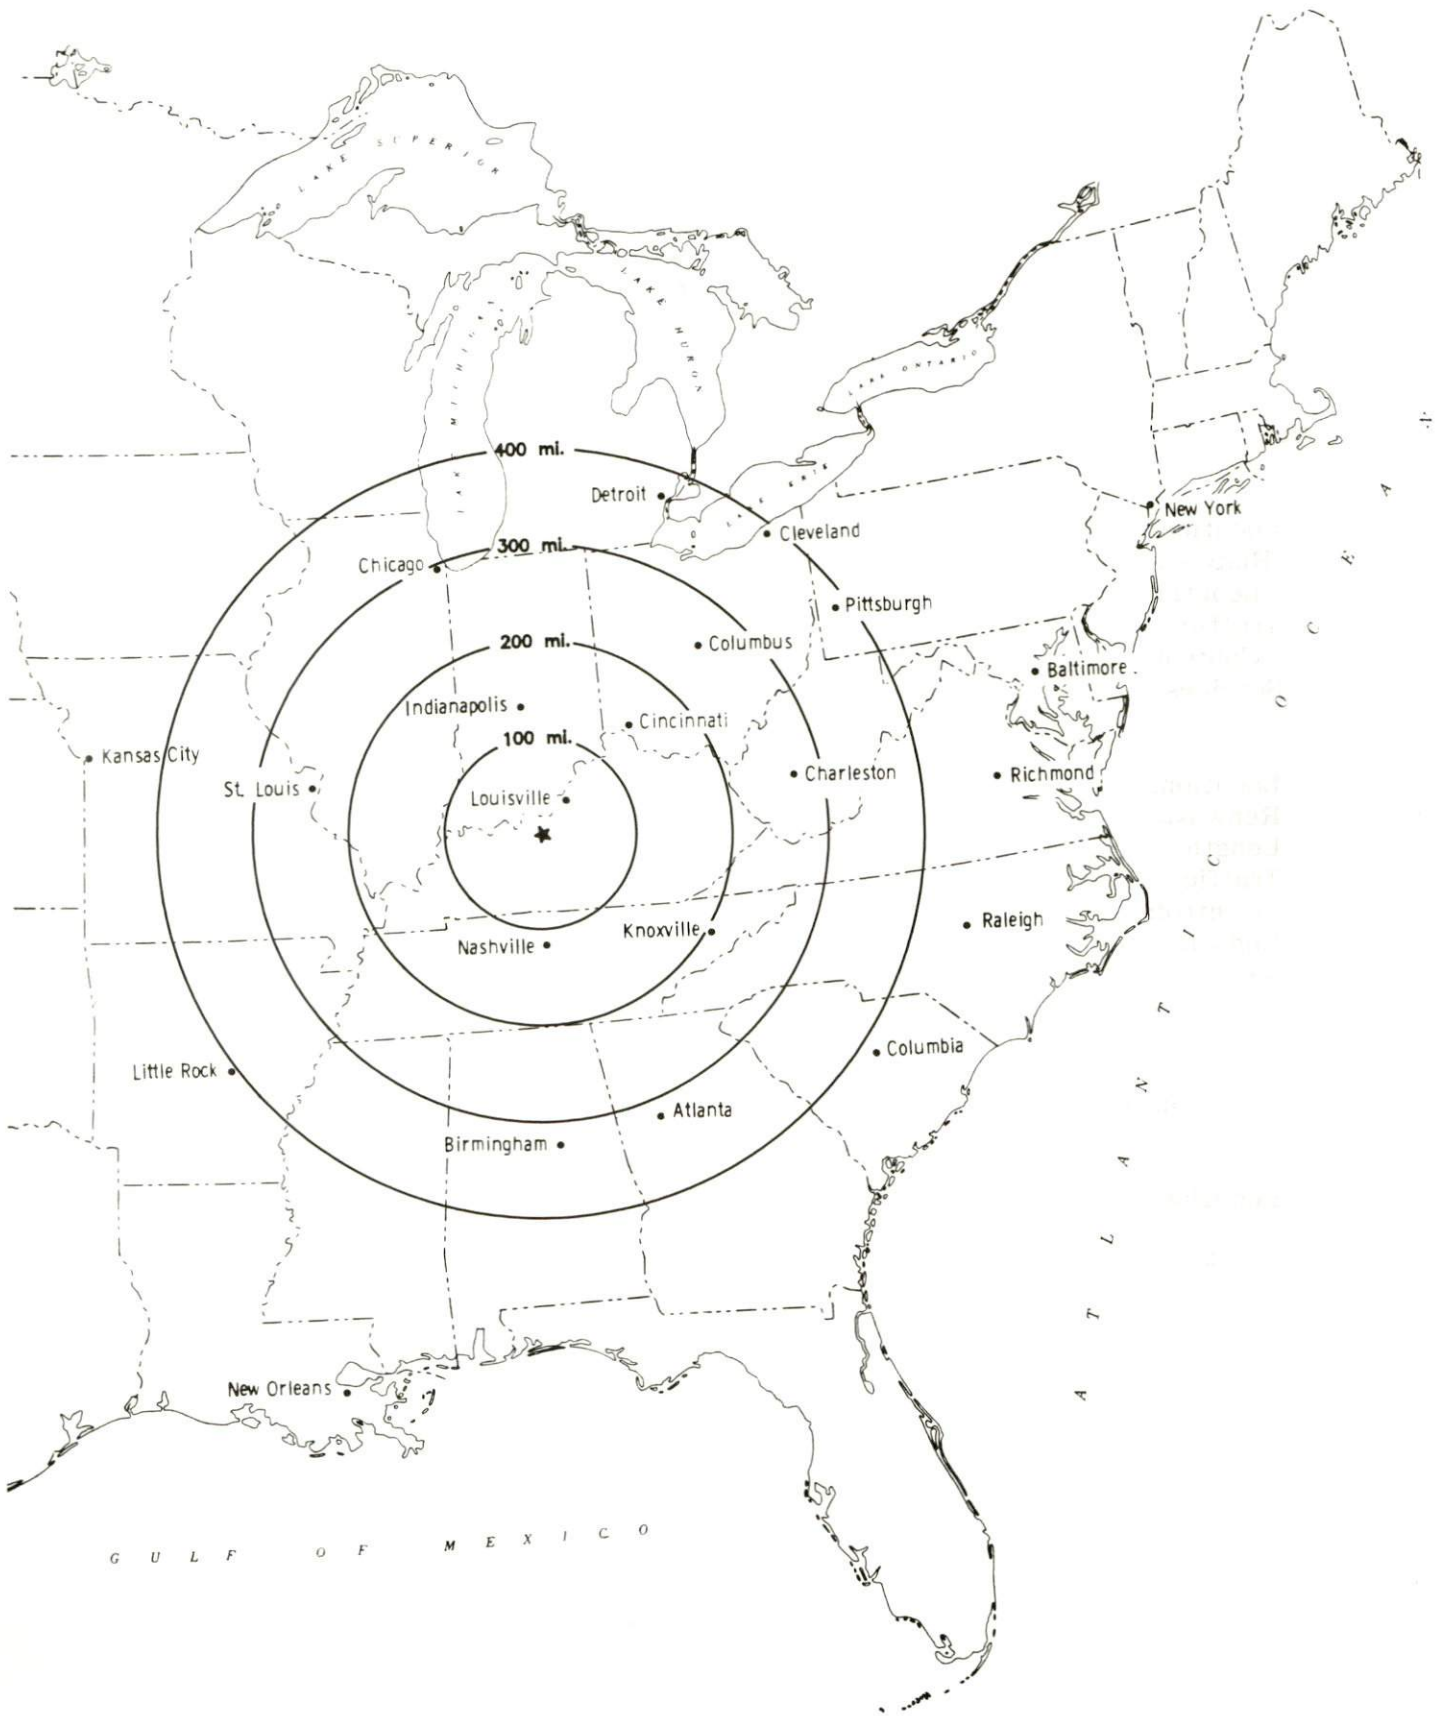 LAKE SUPERIOR
LAKE MICHIGAN
LAKE HURON
LAKE ONTARIO
LAKE ERIE
400 mi.
Detroit
New York
Cleveland
300 mi.
Chicago
Pittsburgh
200 mi.
Columbus
Baltimore
Indianapolis
Cincinnati
100 mi.
Kansas City
Charleston
Richmond
St. Louis
Louisville
Raleigh
Knoxville
Nashville
Columbia
Little Rock
Atlanta
Birmingham
New Orleans
ATLANTIC OCEAN
GULF OF MEXICO